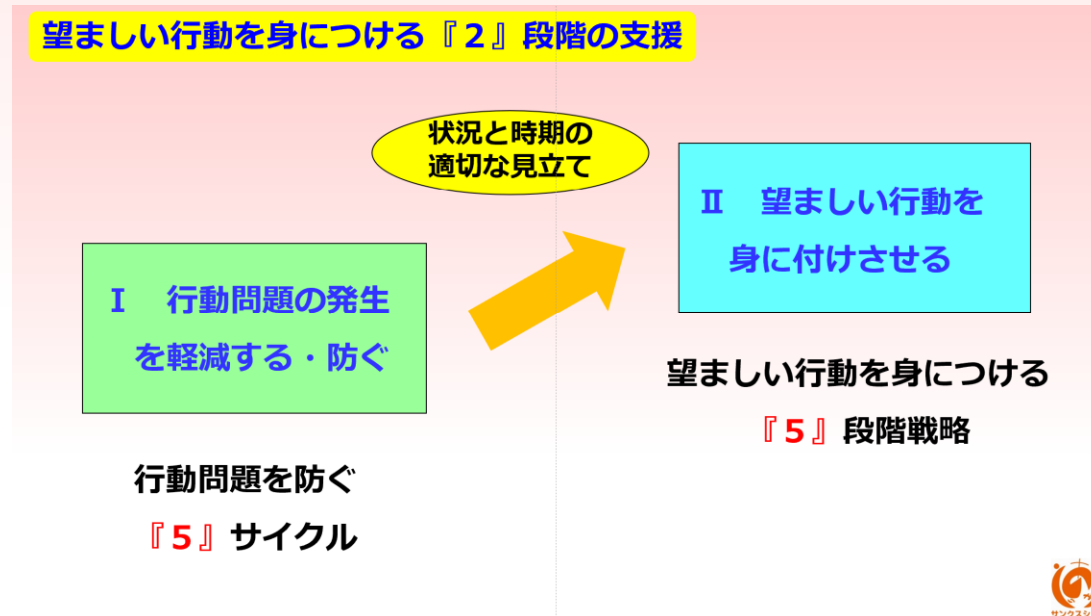 望ましい行動を身につける『２』段階の支援
状況と時期の
適切な見立て
Ⅱ　望ましい行動を
身に付けさせる
Ⅰ　行動問題の発生
を軽減する・防ぐ
望ましい行動を身につける
『５』段階戦略
行動問題を防ぐ
『５』サイクル